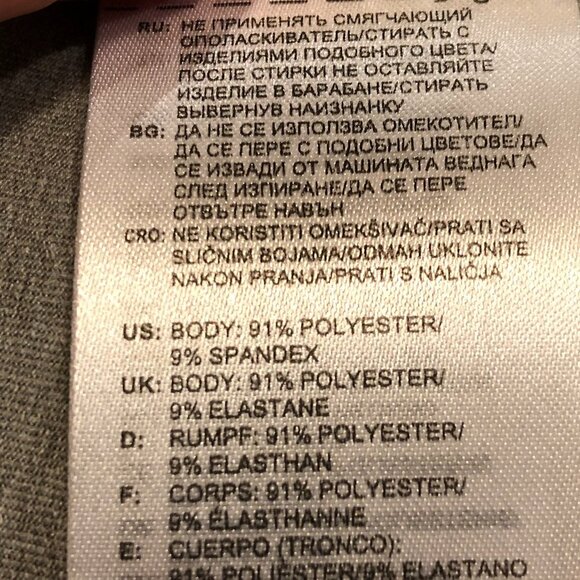 RU: НЕ ПРИМЕНЯТЬ СМЯГЧАЮЩИЙ
ОПОЛАСКИВАТЕЛЬ/СТИРАТЬ С
ИЗДЕЛИЯМИ ПОДОБНОГО ЦВЕТА/
ПОСЛЕ СТИРКИ НЕ ОСТАВЛЯЙТЕ
ИЗДЕЛИЕ В БАРАБАНЕ/СТИРАТЬ
ВЫВЕРНУВ НАИЗНАНКУ
BG: ДА НЕ СЕ ИЗПОЛЗВА ОМЕКОТИТЕЛ/
ДА СЕ ПЕРЕ С ПОДОБНИ ЦВЕТОВЕ/ДА
СЕ ИЗВАДИ ОТ МАШИНАТА ВЕДНАГА
СЛЕД ИЗПИРАНЕ/ДА СЕ ПЕРЕ
ОТВЪТРЕ НАВЪН
CRO: NE KORISTITI OMEKŠIVAČ/PRATI SA
SLIČNIM BOJAMA/ODMAH UKLONITE
NAKON PRANJA/PRATI S NALIČJA
US: BODY: 91% POLYESTER/
9% SPANDEX
UK: BODY: 91% POLYESTER/
9% ELASTANE
D: RUMPF: 91% POLYESTER/
9% ELASTHAN
F: CORPS: 91% POLYESTER/
9% ÉLASTHANNE
E: CUERPO (TRONCO):
91% POLIÉSTER/9% ELASTANO